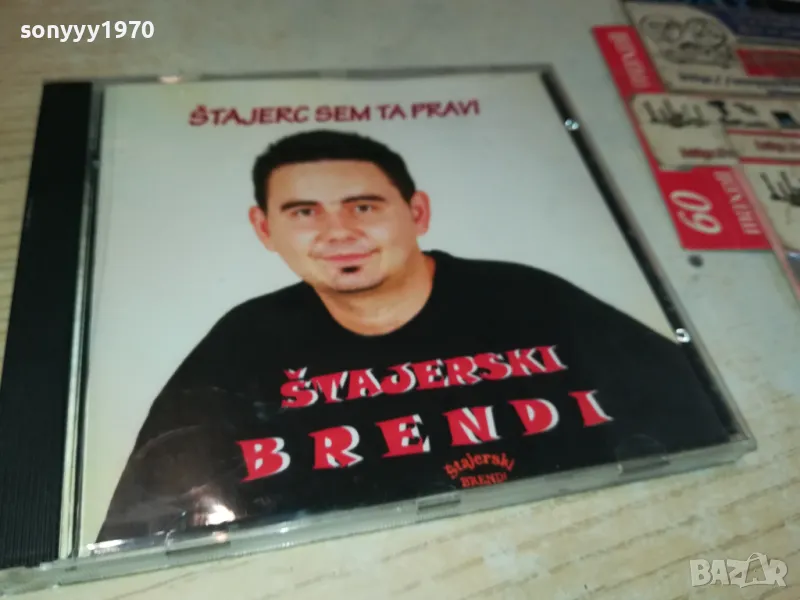 sonyyy1970
ŠTAJERC SEM TA PRAVI
ŠTAJERSKI
BRENDI
štajerski
BRENDI
60
BAZAR